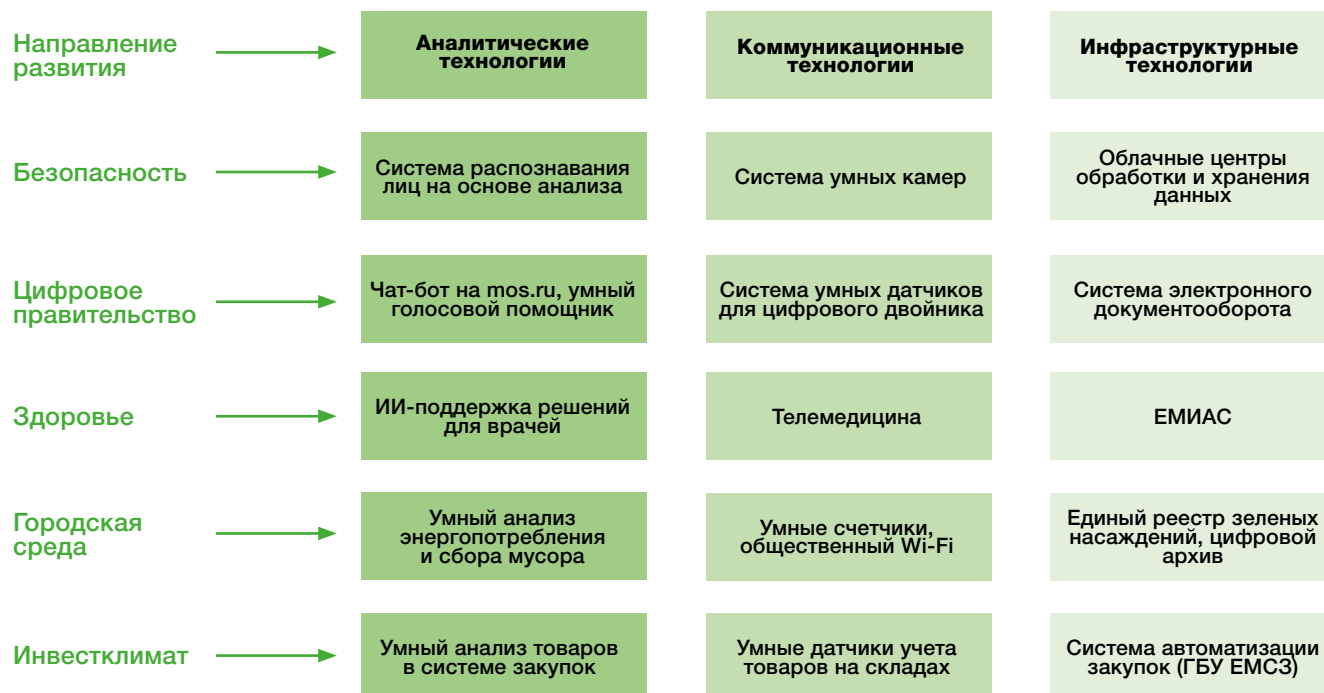 Направление
развития
Аналитические
технологии
Коммуникационные
технологии
Инфраструктурные
технологии
Безопасность
Система распознавания
лиц на основе анализа
Система умных камер
Облачные центры
обработки и хранения
данных
Цифровое
правительство
Чат-бот на mos.ru, умный
голосовой помощник
Система умных датчиков
для цифрового двойника
Система электронного
документооборота
Здоровье
ИИ-поддержка решений
для врачей
Телемедицина
ЕМИАС
Городская
среда
Умный анализ
энергопотребления
и сбора мусора
Умные счетчики,
общественный Wi-Fi
Единый реестр зеленых
насаждений, цифровой
архив
Инвестклимат
Умный анализ товаров
в системе закупок
Умные датчики учета
товаров на складах
Система автоматизации
закупок (ГБУ ЕМСЗ)